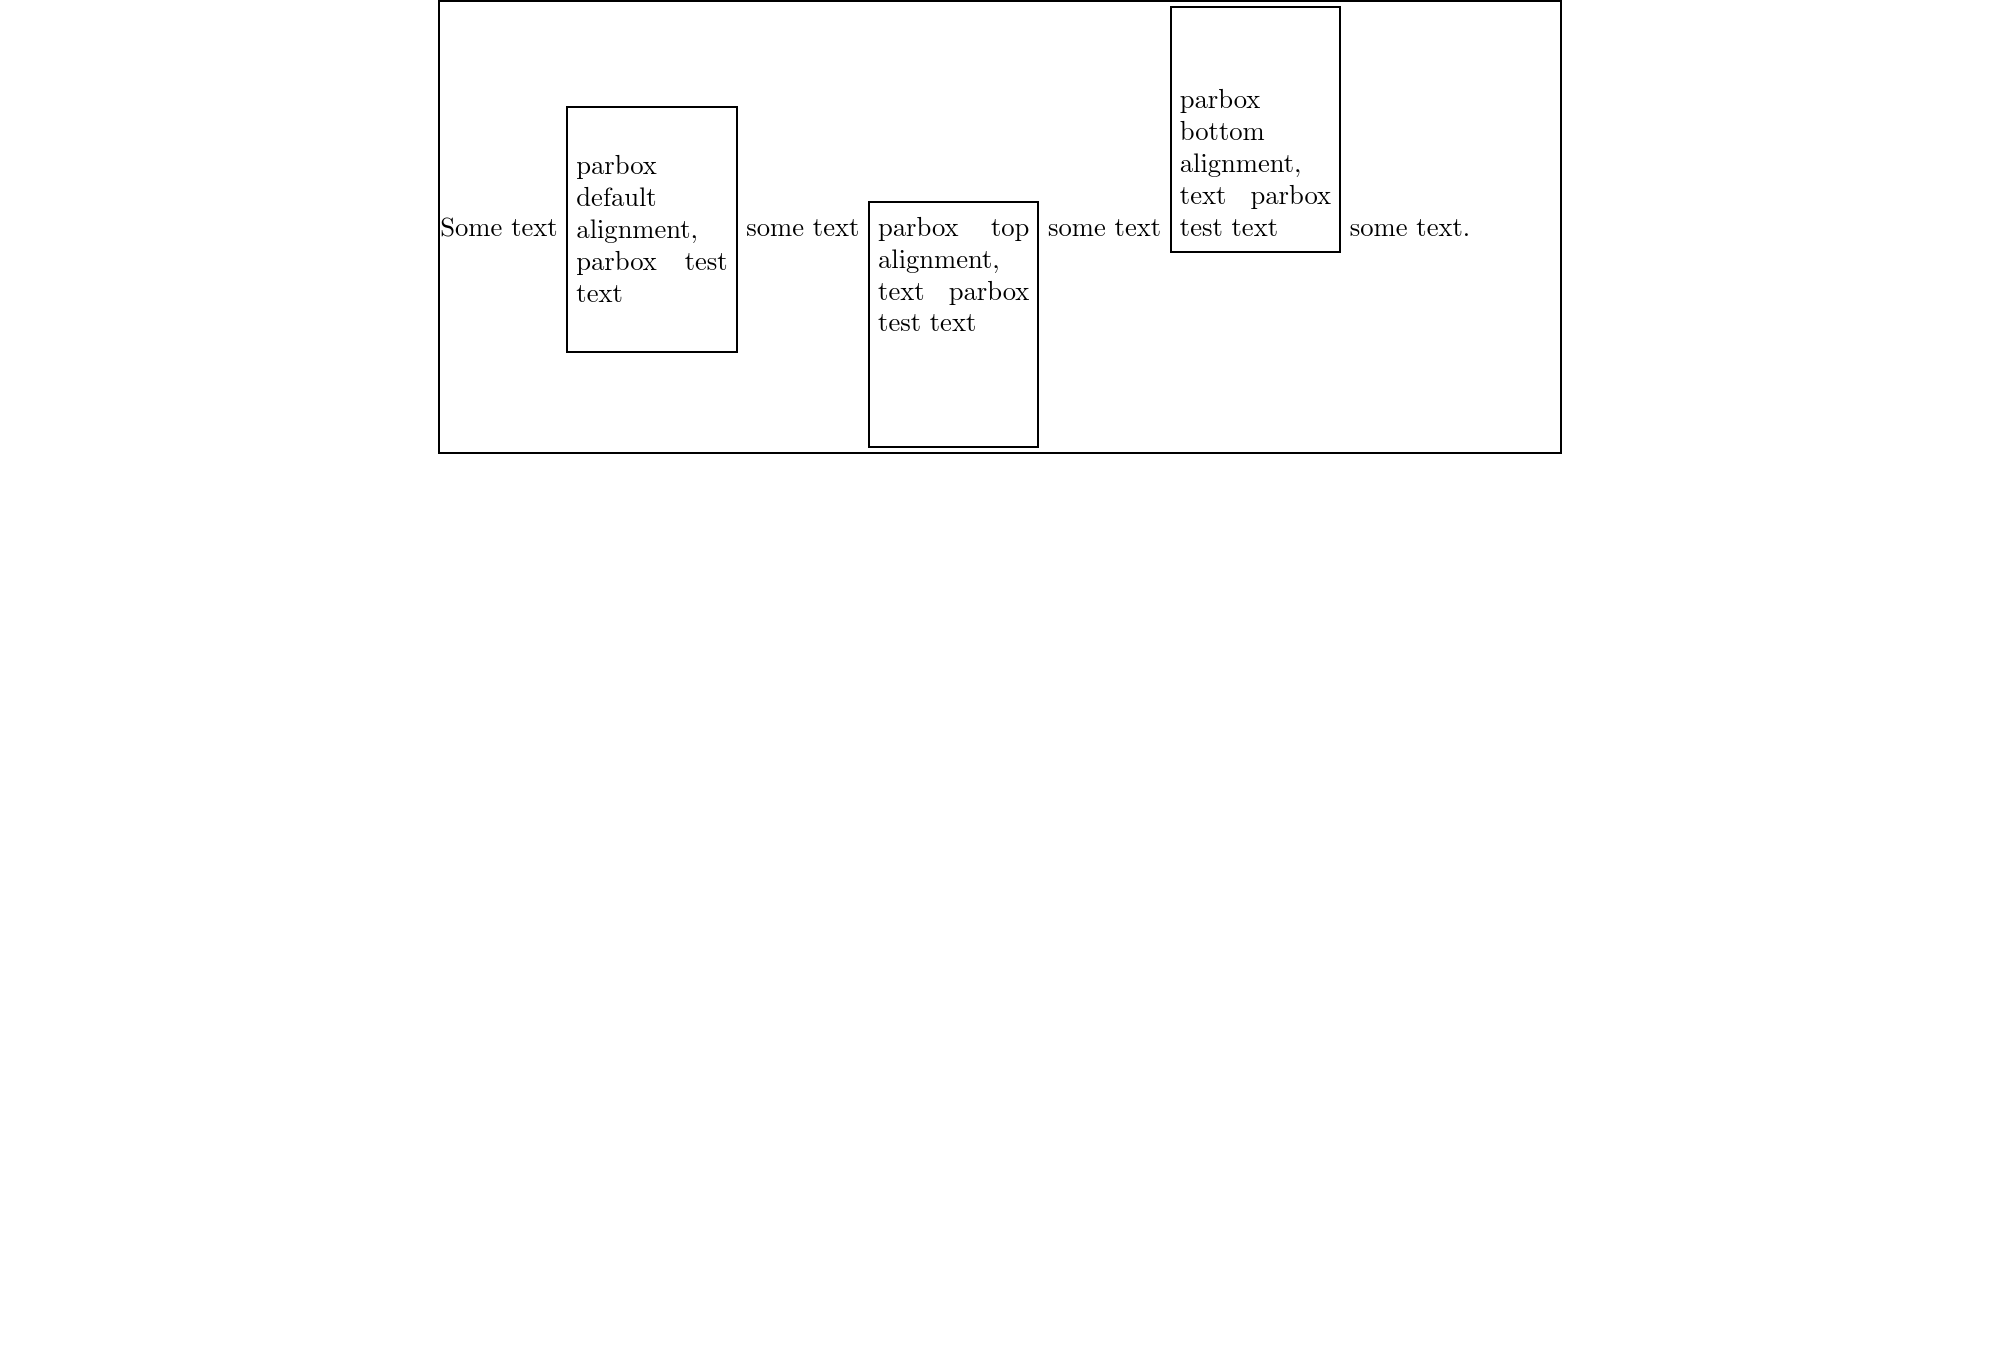 Some text
parbox
default
alignment,
parbox test
text
some text
parbox top
alignment,
text parbox
test text
some text
parbox
bottom
alignment,
text parbox
test text
some text.